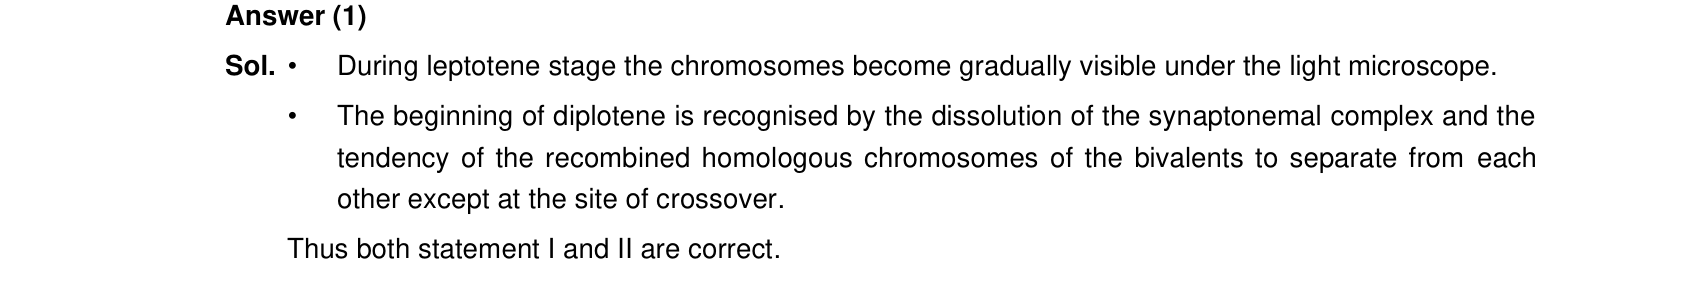 Answer (1)
Sol. • During leptotene stage the chromosomes become gradually visible under the light microscope.
• The beginning of diplotene is recognised by the dissolution of the synaptonemal complex and the
tendency of the recombined homologous chromosomes of the bivalents to separate from each
other except at the site of crossover.
Thus both statement I and II are correct.